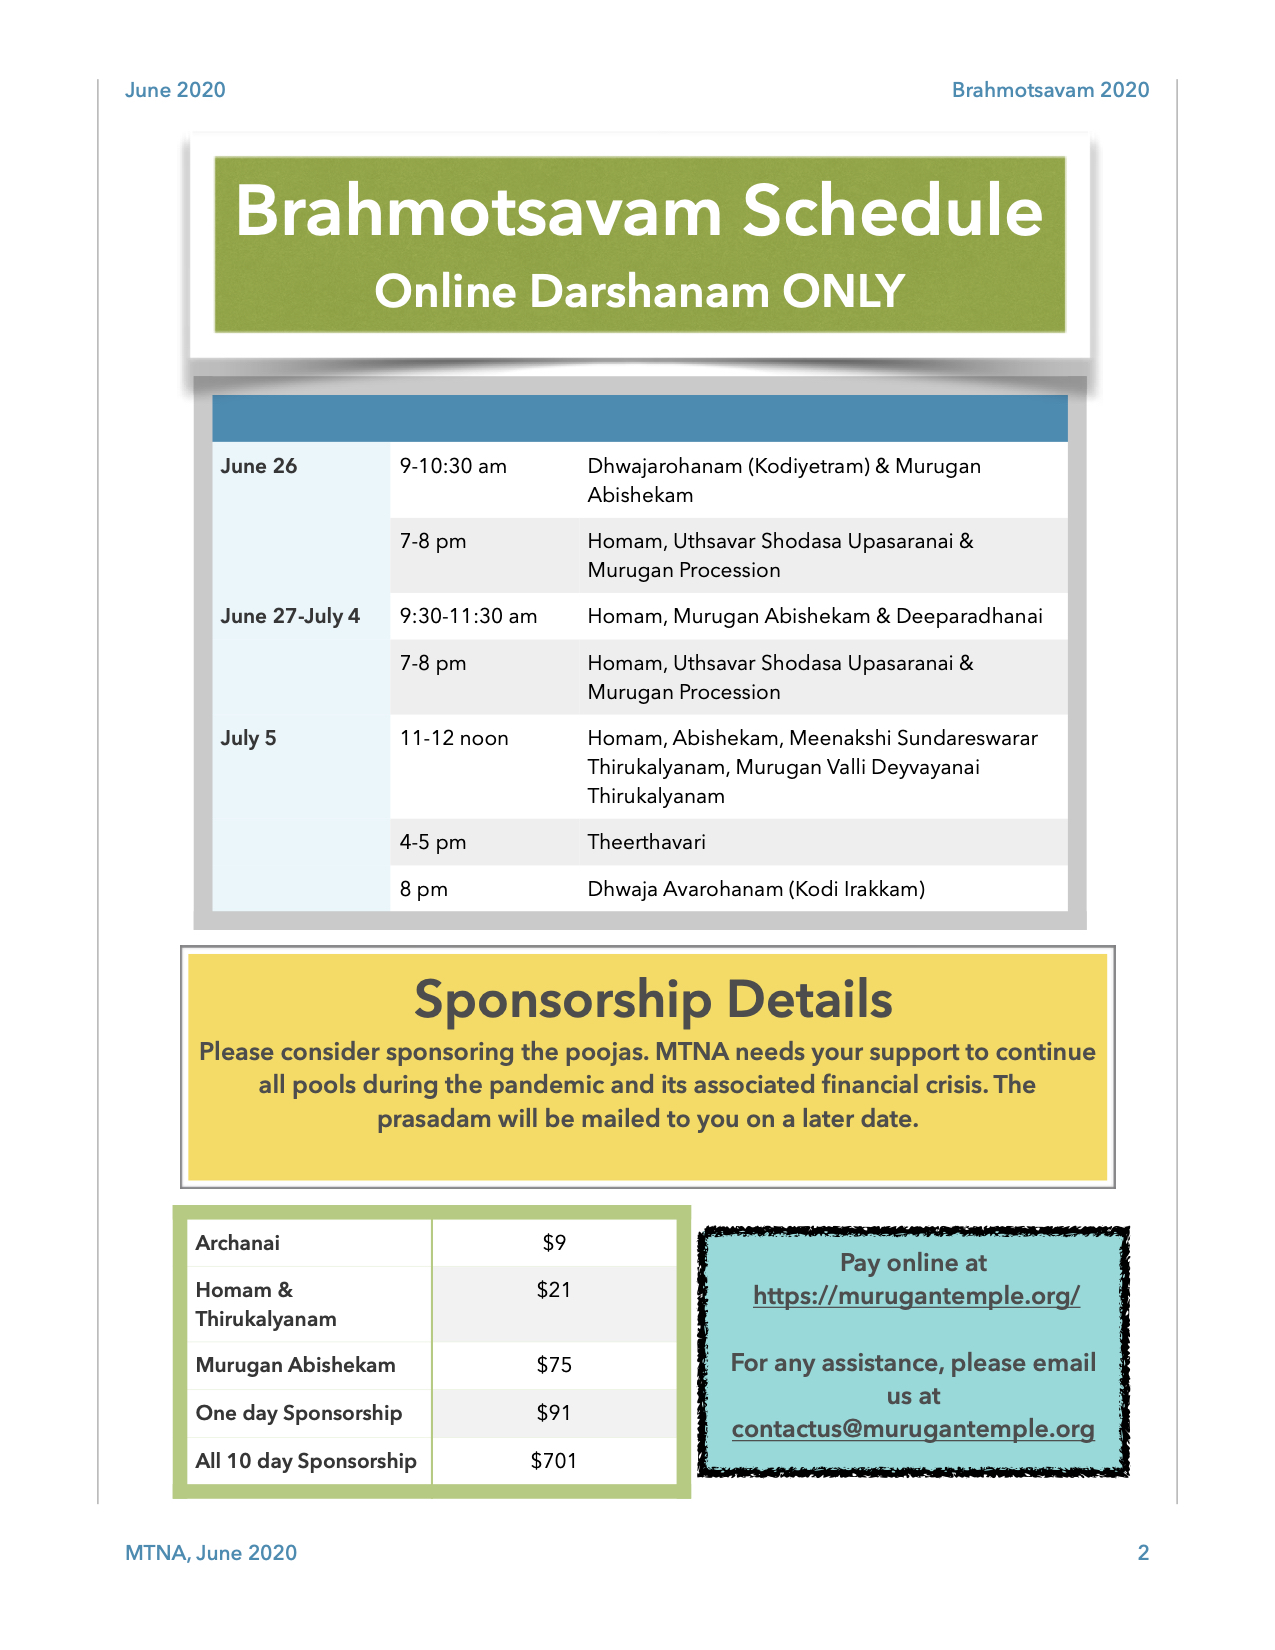 June 2020 Brahmotsavam 2020
Brahmotsavam Schedule
Online Darshanam ONLY
June 26 9-10:30 am Dhwajarohanam (Kodiyetram) & Murugan
Abishekam
7-8 pm Homam, Uthsavar Shodasa Upasaranai &
Murugan Procession
June 27-July 4 9:30-11:30 am Homam, Murugan Abishekam & Deeparadhanai
7-8 pm Homam, Uthsavar Shodasa Upasaranai &
Murugan Procession
July 5 11-12 noon Homam, Abishekam, Meenakshi Sundareswarar
Thirukalyanam, Murugan Valli Deyvayanai
Thirukalyanam
4-5 pm Theerthavari
8 pm Dhwaja Avarohanam (Kodi Irakkam)
Sponsorship Details
Please consider sponsoring the poojas. MTNA needs your support to continue
all pools during the pandemic and its associated financial crisis. The
prasadam will be mailed to you on a later date.
Archanai $9
Homam & $21
Thirukalyanam
Murugan Abishekam $75
One day Sponsorship $91
All 10 day Sponsorship $701
Pay online at
https://murugantemple.org/
For any assistance, please email
us at
contactus@murugantemple.org
MTNA, June 2020 2